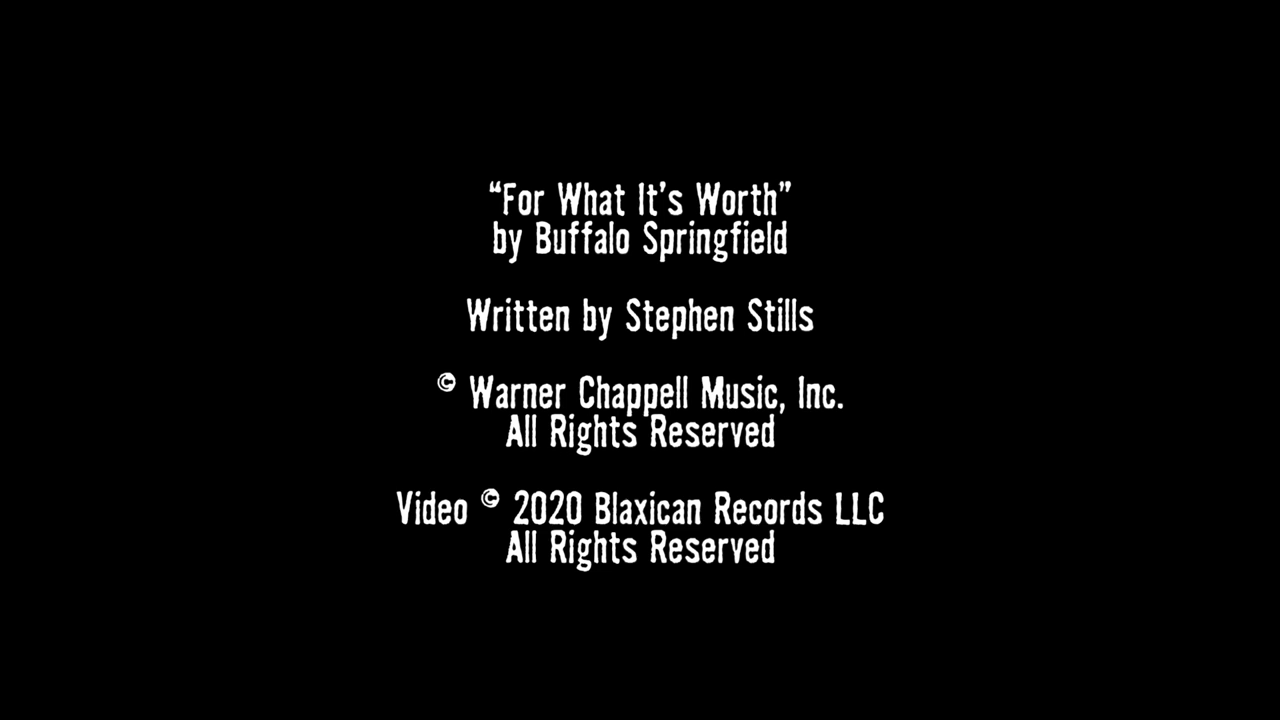 “For What It’s Worth”
by Buffalo Springfield
Written by Stephen Stills
© Warner Chappell Music, Inc.
All Rights Reserved
Video © 2020 Blaxican Records LLC
All Rights Reserved